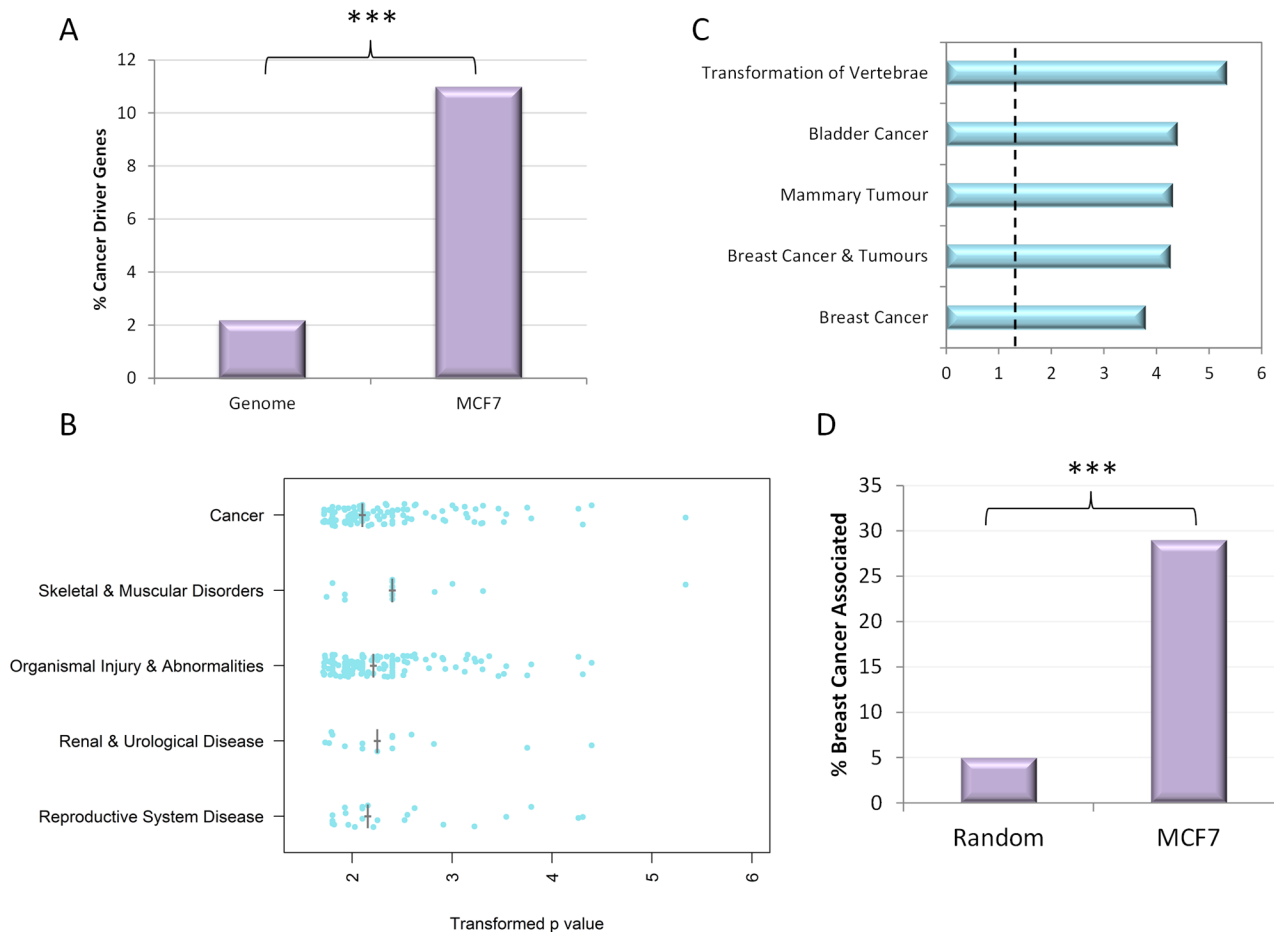 A
***
% Cancer Driver Genes
12
10
8
6
4
2
0
Genome
MCF7
C
Transformation of Vertebrae
Bladder Cancer
Mammary Tumour
Breast Cancer & Tumours
Breast Cancer
0
1
2
3
4
5
6
B
Cancer
Skeletal & Muscular Disorders
Organismal Injury & Abnormalities
Renal & Urological Disease
Reproductive System Disease
2
3
4
5
6
Transformed p value
D
***
% Breast Cancer Associated
35
30
25
20
15
10
5
0
Random
MCF7